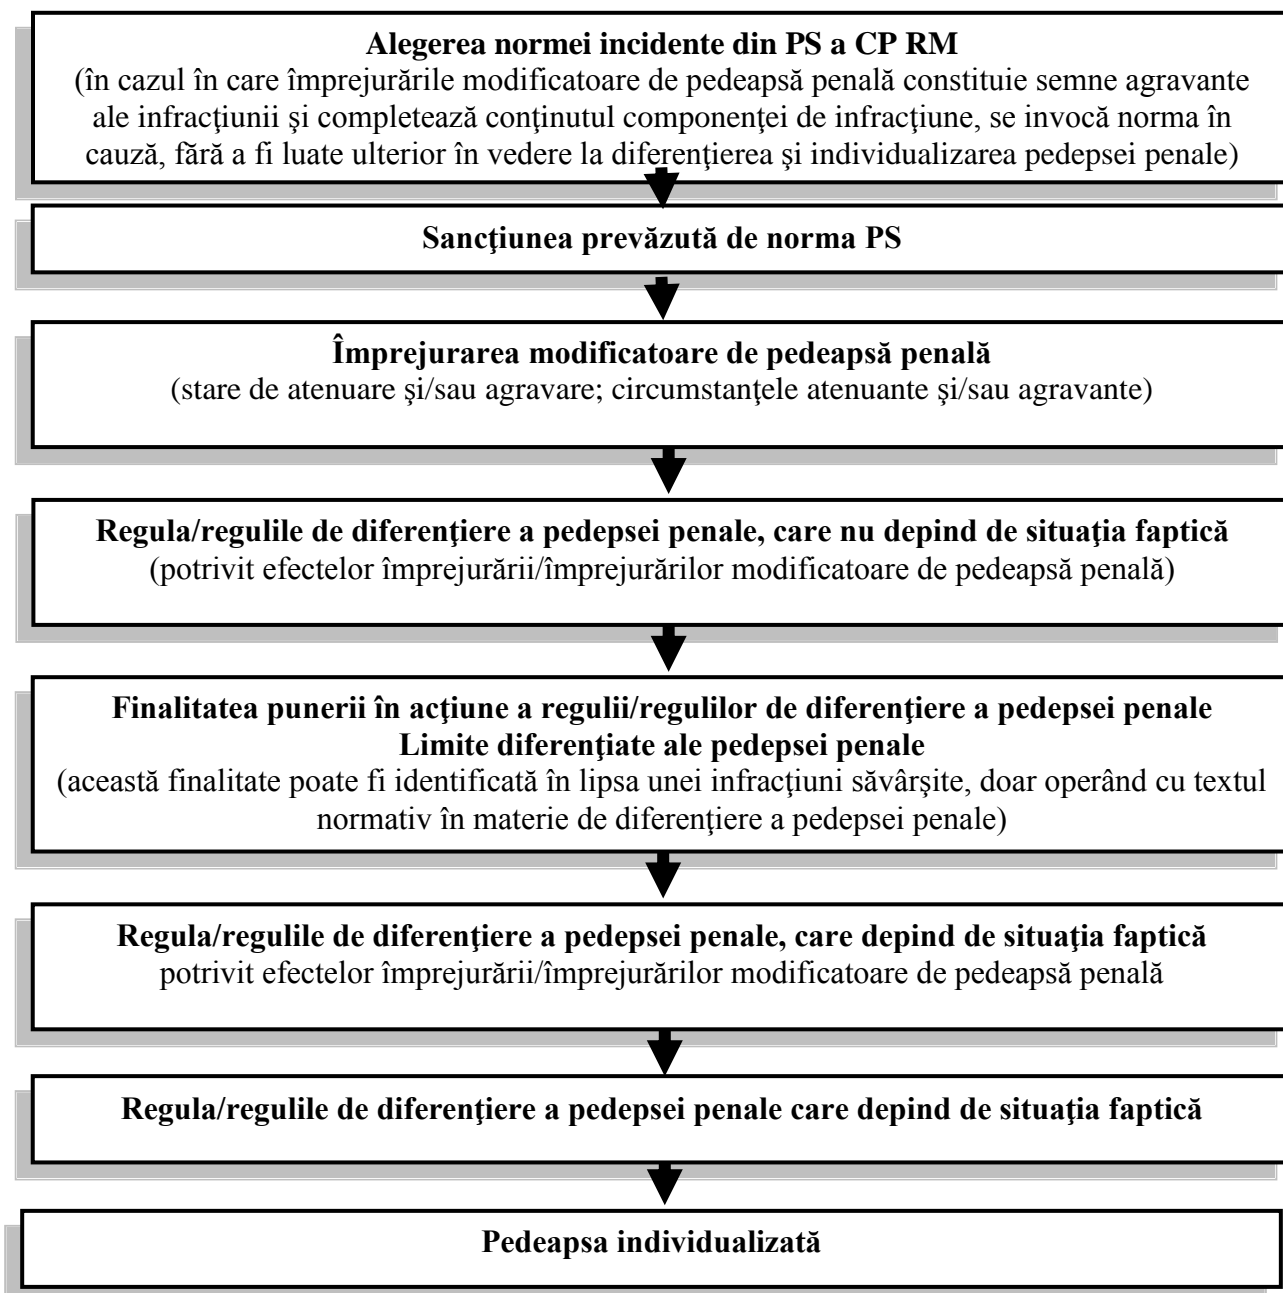 Alegerea normei incidente din PS a CP RM
(în cazul în care împrejurările modificatoare de pedeapsă penală constituie semne agravante
ale infracţiunii şi completează conţinutul componenţei de infracţiune, se invocă norma în
cauză, fără a fi luate ulterior în vedere la diferenţierea şi individualizarea pedepsei penale)
Sancţiunea prevăzută de norma PS
Împrejurarea modificatoare de pedeapsă penală
(stare de atenuare şi/sau agravare; circumstanţele atenuante şi/sau agravante)
Regula/regulile de diferenţiere a pedepsei penale, care nu depind de situaţia faptică
(potrivit efectelor împrejurării/împrejurărilor modificatoare de pedeapsă penală)
Finalitatea punerii în acţiune a regulii/regulilor de diferenţiere a pedepsei penale
Limite diferenţiate ale pedepsei penale
(această finalitate poate fi identificată în lipsa unei infracţiuni săvârşite, doar operând cu textul
normativ în materie de diferenţiere a pedepsei penale)
Regula/regulile de diferenţiere a pedepsei penale, care depind de situaţia faptică
potrivit efectelor împrejurării/împrejurărilor modificatoare de pedeapsă penală
Regula/regulile de diferenţiere a pedepsei penale care depind de situaţia faptică
Pedeapsa individualizată